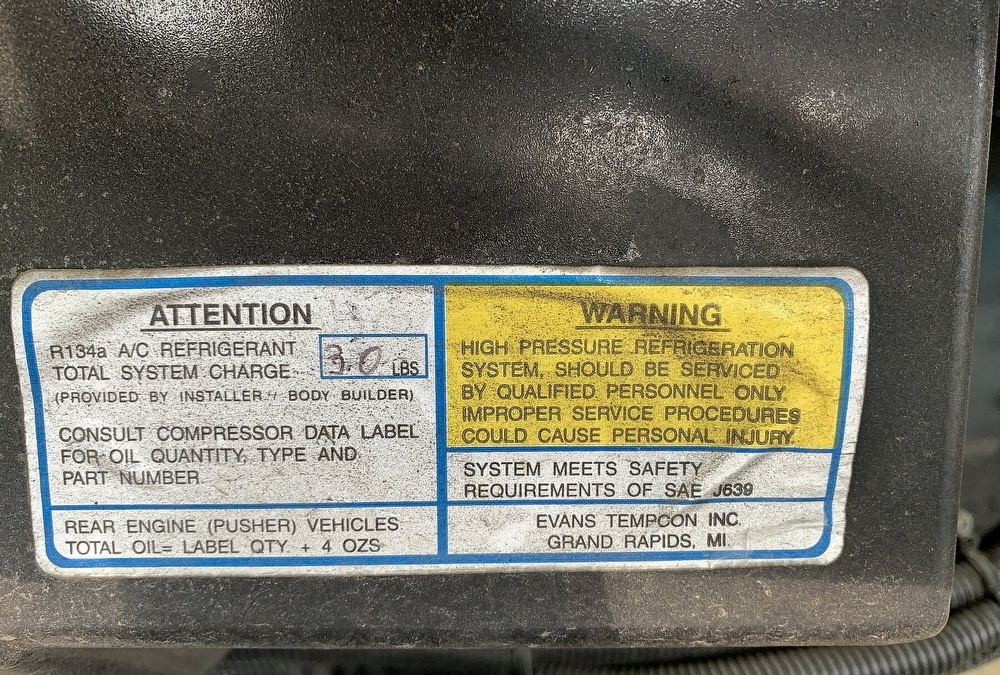 ATTENTION
R134a A/C REFRIGERANT
TOTAL SYSTEM CHARGE 3.0 LBS
(PROVIDED BY INSTALLER / BODY BUILDER)
CONSULT COMPRESSOR DATA LABEL
FOR OIL QUANTITY, TYPE AND
PART NUMBER
REAR ENGINE (PUSHER) VEHICLES
TOTAL OIL= LABEL QTY. + 4 OZS
WARNING
HIGH PRESSURE REFRIGERATION
SYSTEM, SHOULD BE SERVICED
BY QUALIFIED PERSONNEL ONLY
IMPROPER SERVICE PROCEDURES
COULD CAUSE PERSONAL INJURY.
SYSTEM MEETS SAFETY
REQUIREMENTS OF SAE J639
EVANS TEMPCON INC.
GRAND RAPIDS, MI.